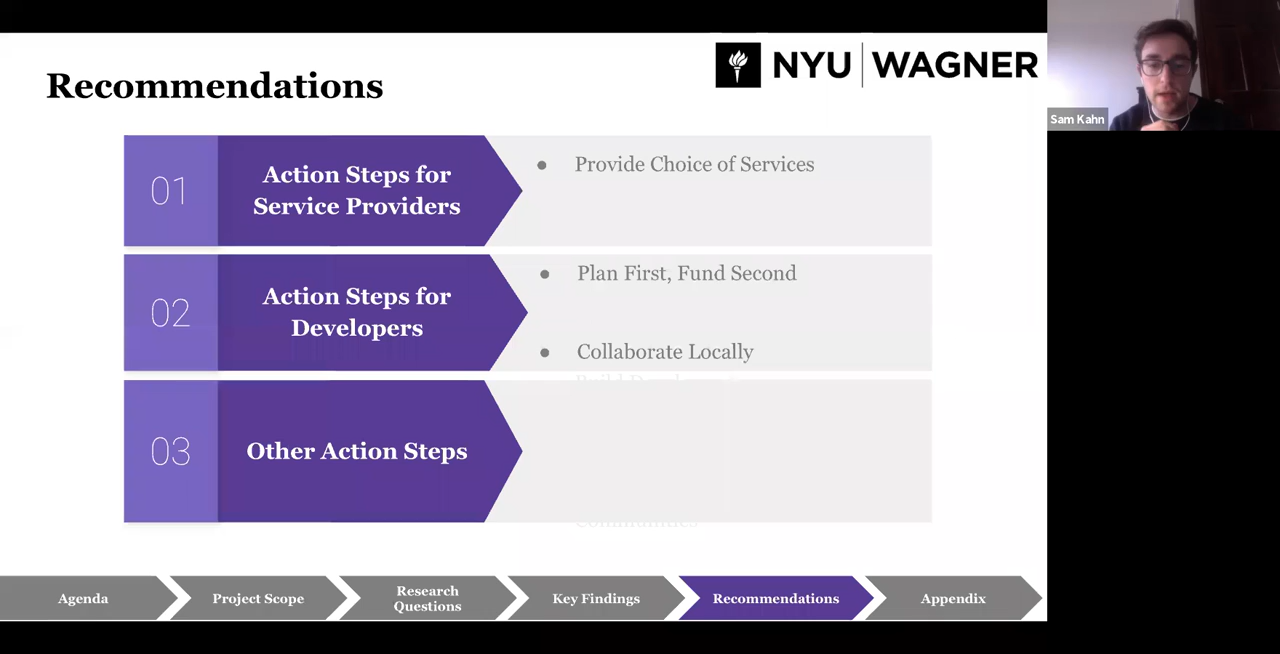 NYU WAGNER
Recommendations
Sam Kahn
01
Action Steps for
Service Providers
● Provide Choice of Services
02
Action Steps for
Developers
● Plan First, Fund Second
● Collaborate Locally
03
Other Action Steps
Communities
Agenda
Project Scope
Research
Questions
Key Findings
Recommendations
Appendix